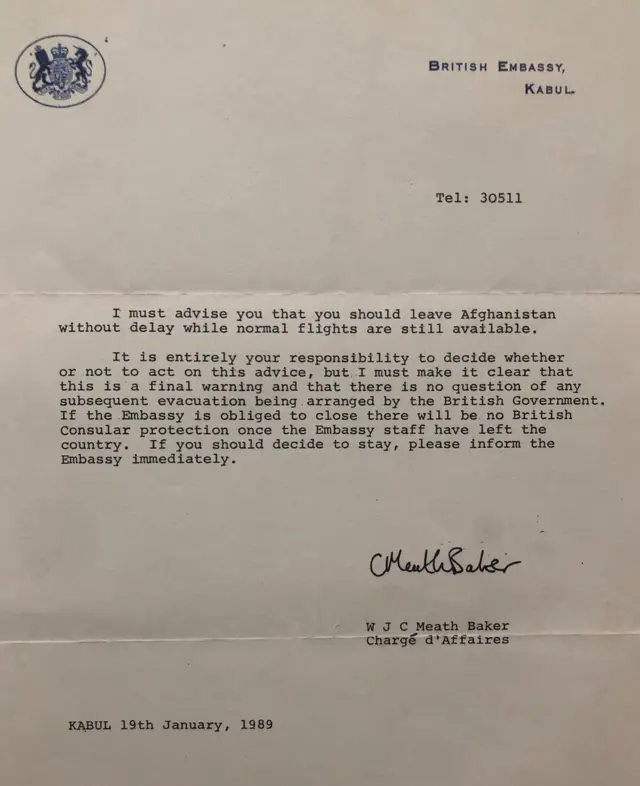 BRITISH EMBASSY,
KABUL.
Tel: 30511
I must advise you that you should leave Afghanistan
without delay while normal flights are still available.
It is entirely your responsibility to decide whether
or not to act on this advice, but I must make it clear that
this is a final warning and that there is no question of any
subsequent evacuation being arranged by the British Government.
If the Embassy is obliged to close there will be no British
Consular protection once the Embassy staff have left the
country. If you should decide to stay, please inform the
Embassy immediately.
CMeath Baker
W J C Meath Baker
Chargé d'Affaires
KABUL 19th January, 1989